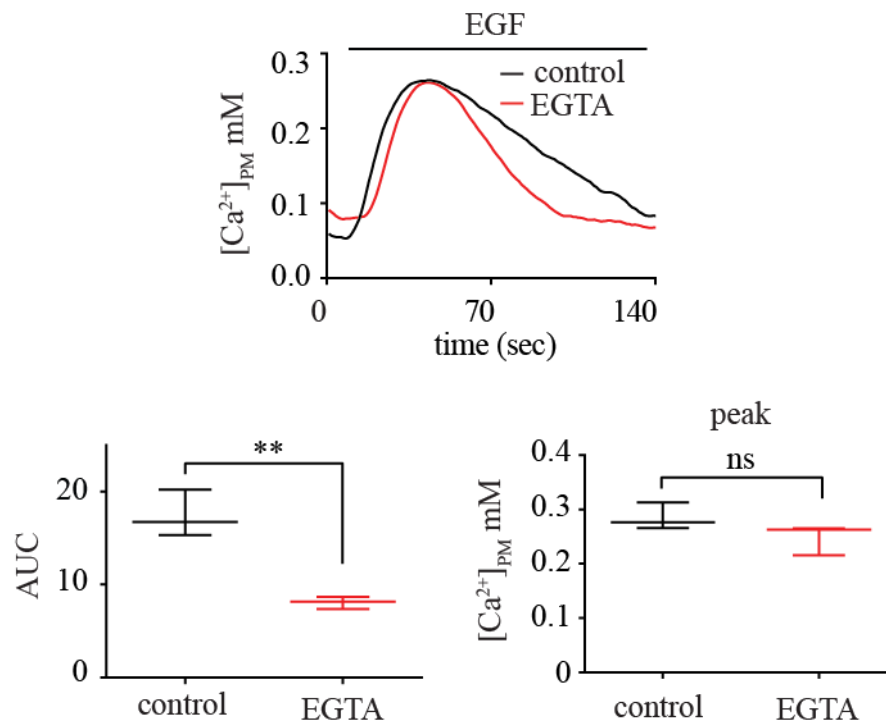 EGF
0.3
0.2
0.1
0.0
[Ca²⁺]PM mM
control
EGTA
0
70
140
time (sec)
**
20
10
0
AUC
control
EGTA
peak
ns
0.4
0.3
0.2
0.1
0
[Ca²⁺]PM mM
control
EGTA